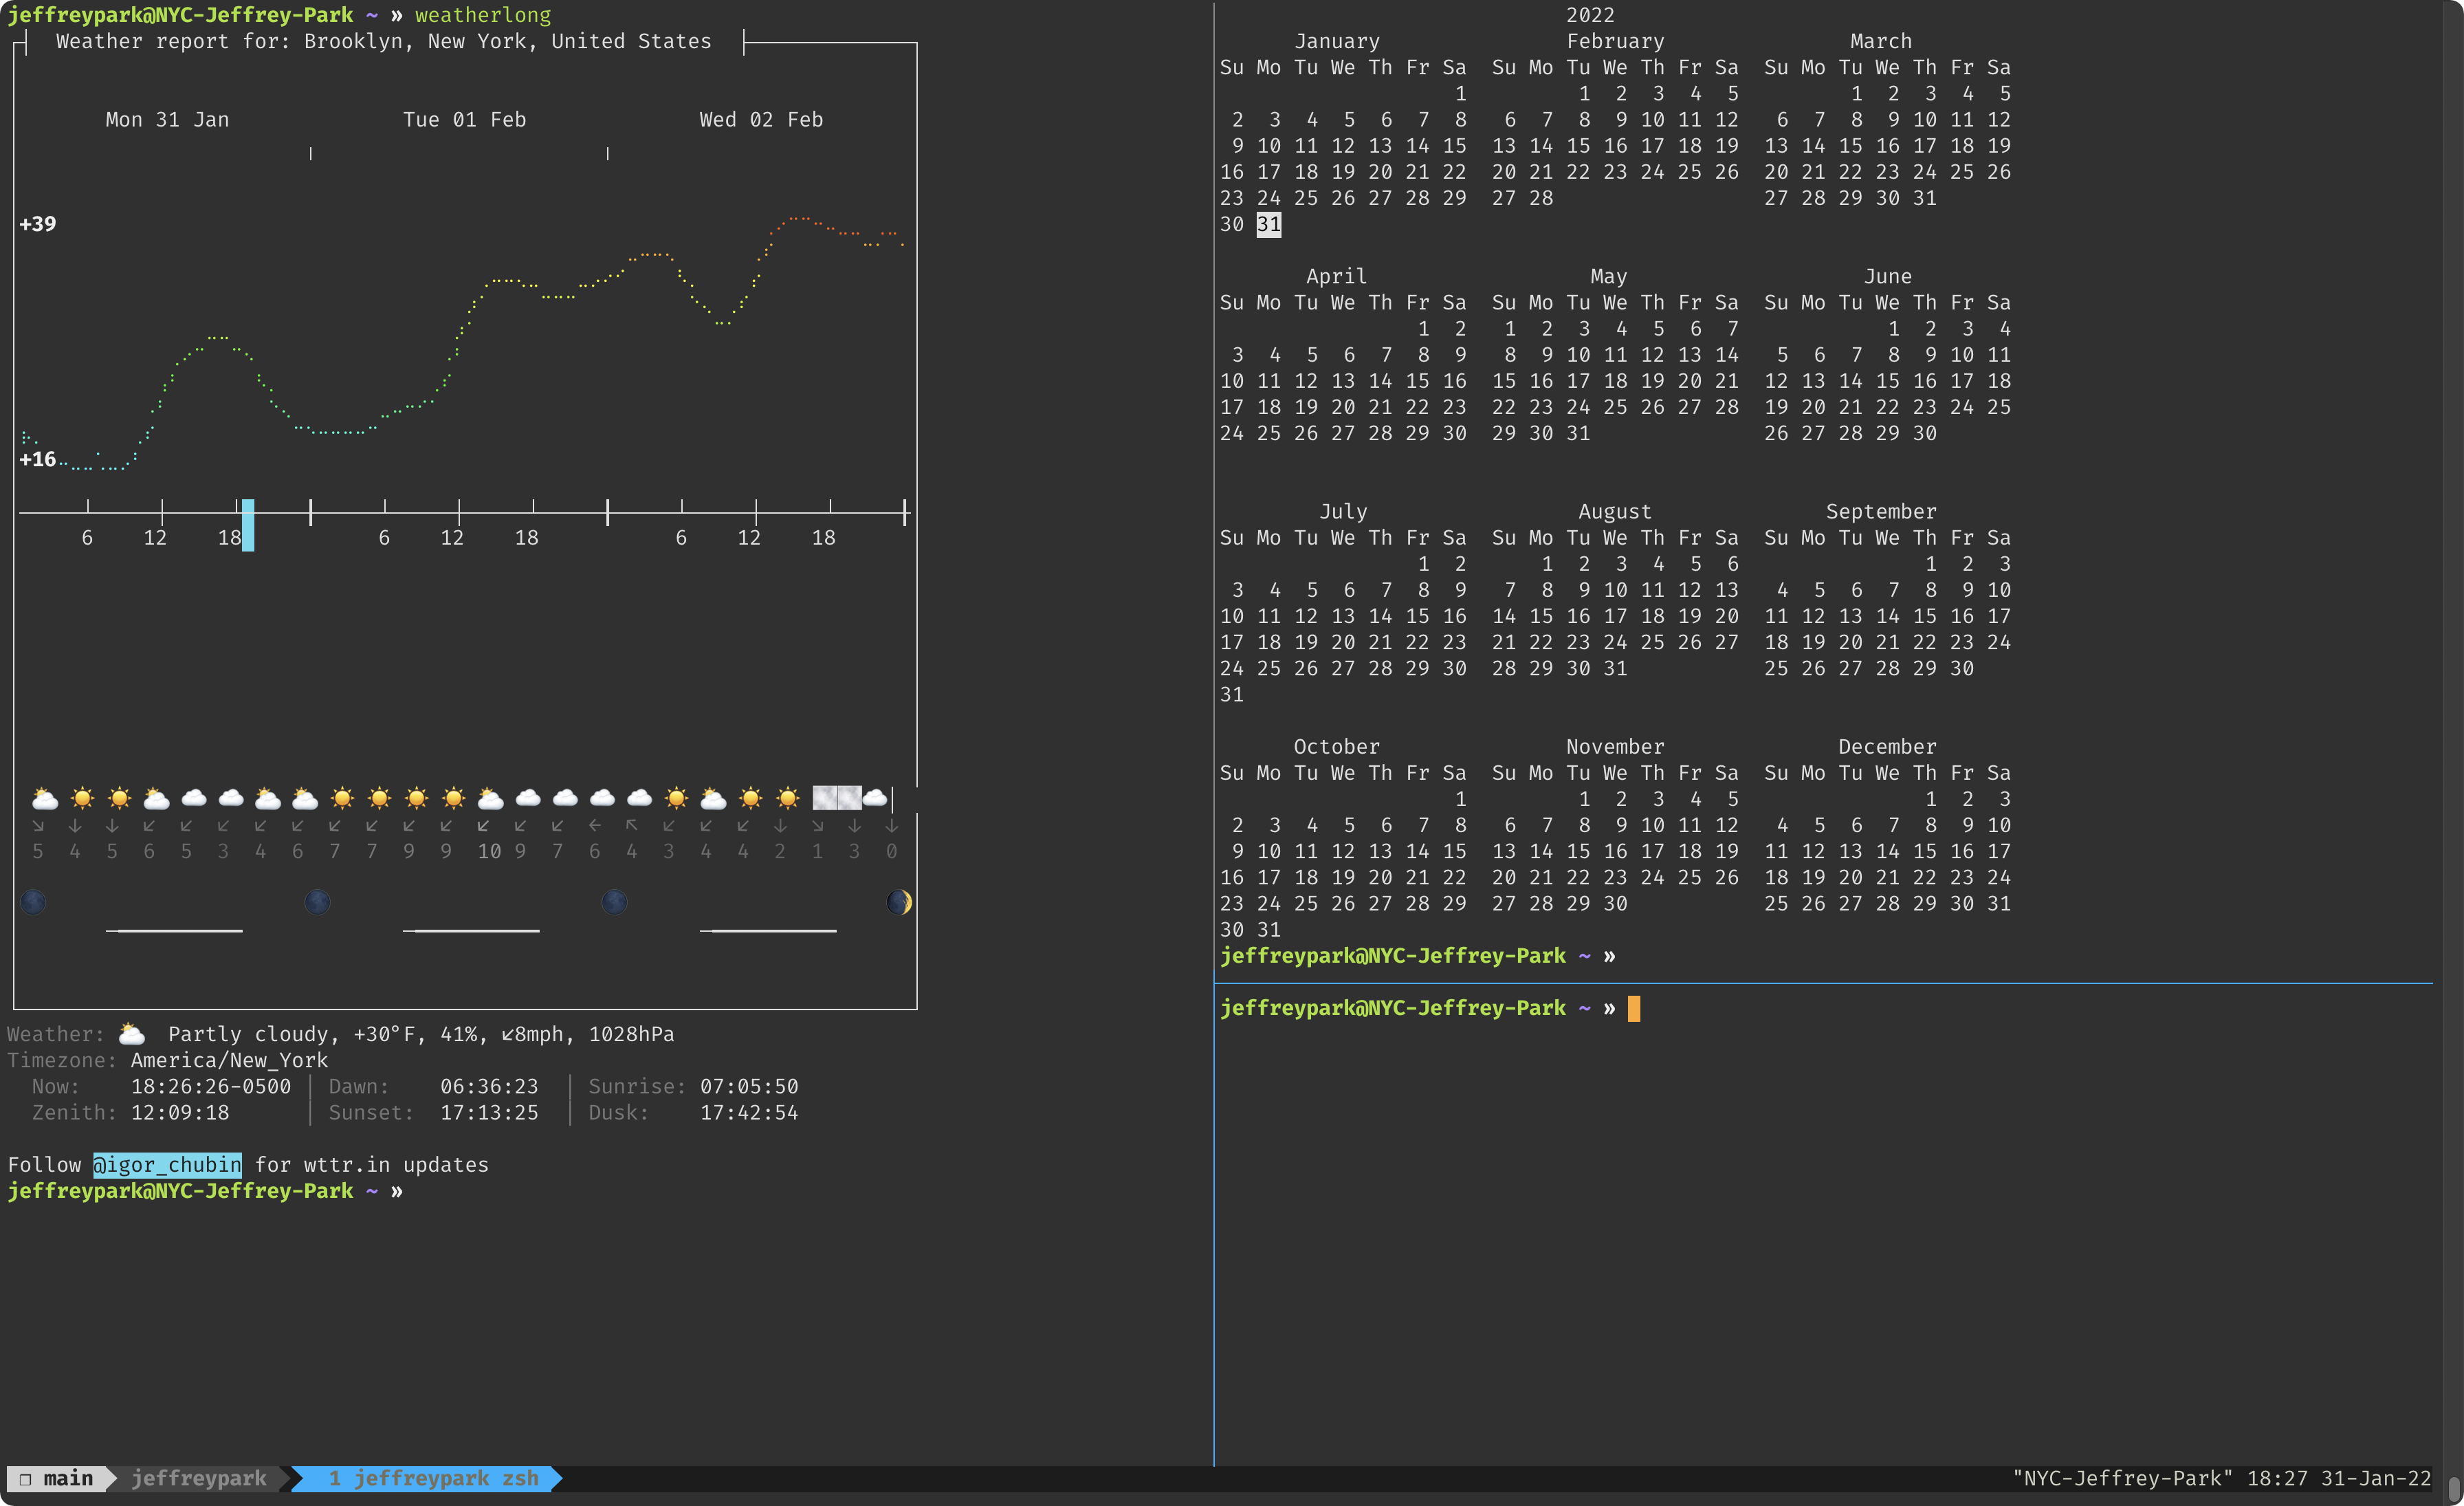 jeffreypark@NYC-Jeffrey-Park ~ » weatherlong
Weather report for: Brooklyn, New York, United States
Mon 31 Jan Tue 01 Feb Wed 02 Feb
+39
+16
6 12 18 6 12 18 6 12 18
↘ ↓ ↓ ↙ ↙ ↙ ↙ ↙ ↙ ↙ ↙ ↙ ↙ ↙ ↙ ← ↖ ↙ ↙ ↙ ↓ ↘ ↓ ↓
5 4 5 6 5 3 4 6 7 7 9 9 10 9 7 6 4 3 4 4 2 1 3 0
Weather: ⛅ Partly cloudy, +30°F, 41%, ↙8mph, 1028hPa
Timezone: America/New_York
Now: 18:26:26-0500 | Dawn: 06:36:23 | Sunrise: 07:05:50
Zenith: 12:09:18 | Sunset: 17:13:25 | Dusk: 17:42:54
Follow @igor_chubin for wttr.in updates
jeffreypark@NYC-Jeffrey-Park ~ »
2022
January February March
Su Mo Tu We Th Fr Sa Su Mo Tu We Th Fr Sa Su Mo Tu We Th Fr Sa
1 1 2 3 4 5 1 2 3 4 5
2 3 4 5 6 7 8 6 7 8 9 10 11 12 6 7 8 9 10 11 12
9 10 11 12 13 14 15 13 14 15 16 17 18 19 13 14 15 16 17 18 19
16 17 18 19 20 21 22 20 21 22 23 24 25 26 20 21 22 23 24 25 26
23 24 25 26 27 28 29 27 28 27 28 29 30 31
30 31
April May June
Su Mo Tu We Th Fr Sa Su Mo Tu We Th Fr Sa Su Mo Tu We Th Fr Sa
1 2 1 2 3 4 5 6 7 1 2 3 4
3 4 5 6 7 8 9 8 9 10 11 12 13 14 5 6 7 8 9 10 11
10 11 12 13 14 15 16 15 16 17 18 19 20 21 12 13 14 15 16 17 18
17 18 19 20 21 22 23 22 23 24 25 26 27 28 19 20 21 22 23 24 25
24 25 26 27 28 29 30 29 30 31 26 27 28 29 30
July August September
Su Mo Tu We Th Fr Sa Su Mo Tu We Th Fr Sa Su Mo Tu We Th Fr Sa
1 2 1 2 3 4 5 6 1 2 3
3 4 5 6 7 8 9 7 8 9 10 11 12 13 4 5 6 7 8 9 10
10 11 12 13 14 15 16 14 15 16 17 18 19 20 11 12 13 14 15 16 17
17 18 19 20 21 22 23 21 22 23 24 25 26 27 18 19 20 21 22 23 24
24 25 26 27 28 29 30 28 29 30 31 25 26 27 28 29 30
31
October November December
Su Mo Tu We Th Fr Sa Su Mo Tu We Th Fr Sa Su Mo Tu We Th Fr Sa
1 1 2 3 4 5 1 2 3
2 3 4 5 6 7 8 6 7 8 9 10 11 12 4 5 6 7 8 9 10
9 10 11 12 13 14 15 13 14 15 16 17 18 19 11 12 13 14 15 16 17
16 17 18 19 20 21 22 20 21 22 23 24 25 26 18 19 20 21 22 23 24
23 24 25 26 27 28 29 27 28 29 30 25 26 27 28 29 30 31
30 31
jeffreypark@NYC-Jeffrey-Park ~ »
jeffreypark@NYC-Jeffrey-Park ~ »
❐ main jeffreypark 1 jeffreypark zsh "NYC-Jeffrey-Park" 18:27 31-Jan-22